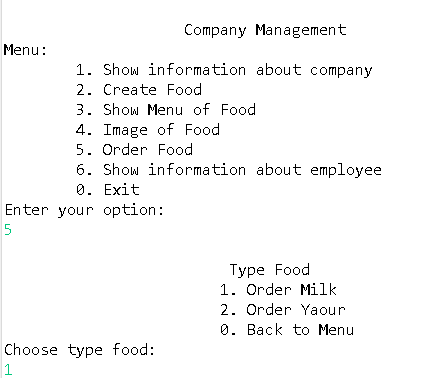 Company Management
Menu:
1. Show information about company
2. Create Food
3. Show Menu of Food
4. Image of Food
5. Order Food
6. Show information about employee
0. Exit
Enter your option:
5
Type Food
1. Order Milk
2. Order Yaour
0. Back to Menu
Choose type food:
1